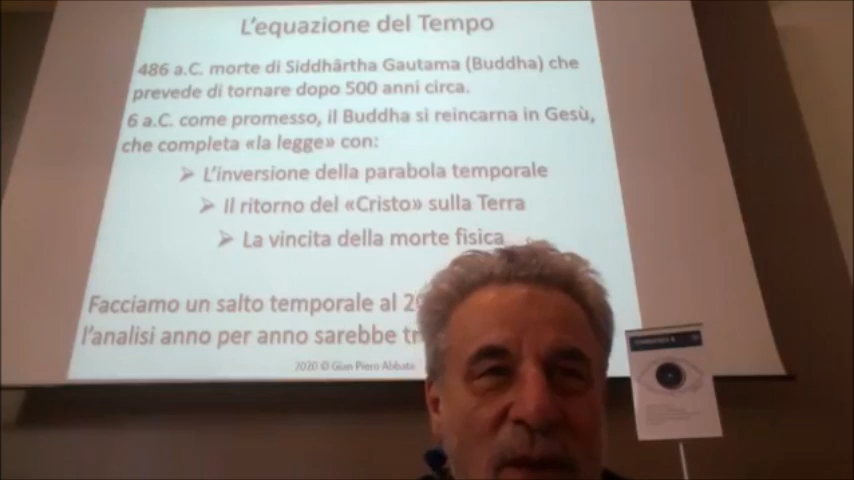 L'equazione del Tempo
486 a.C. morte di Siddhârtha Gautama (Buddha) che
prevede di tornare dopo 500 anni circa.
6 a.C. come promesso, il Buddha si reincarna in Gesù,
che completa «la legge» con:
➢ L'inversione della parabola temporale
➢ Il ritorno del «Cristo» sulla Terra
➢ La vincita della morte fisica
Facciamo un salto temporale al
l'analisi anno per anno sarebbe
2020 © Gian Piero Abbate